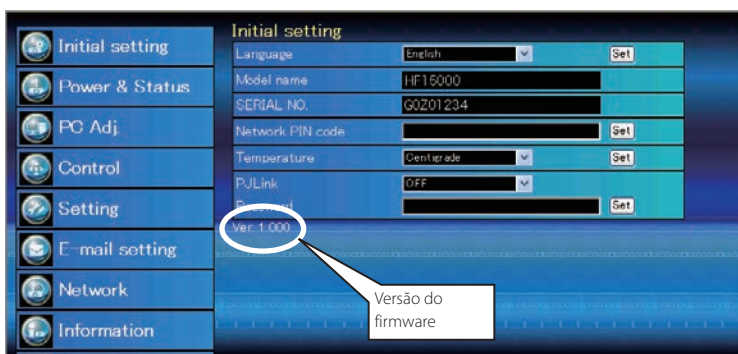 Initial setting
Power & Status
PC Adj.
Control
Setting
E-mail setting
Network
Information
Initial setting
Language English Set
Model name HF15000
SERIAL NO. G0Z01234
Network PIN code Set
Temperature Centigrade Set
PJLink OFF
Set
Ver. 1.000
Versão do
firmware